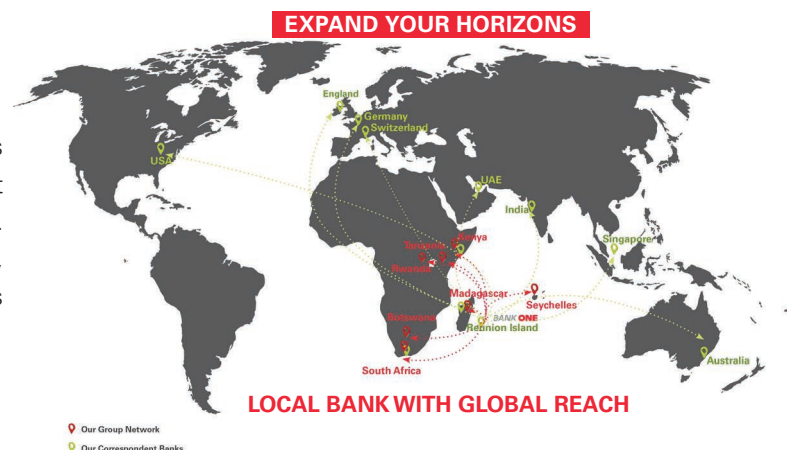 EXPAND YOUR HORIZONS
England
Germany
Switzerland
USA
UAE
India
Kenya
Singapore
Tanzania
Rwanda
Madagascar
Seychelles
BANK ONE
Reunion Island
Botswana
Australia
South Africa
LOCAL BANK WITH GLOBAL REACH
Our Group Network
Our Correspondent Banks